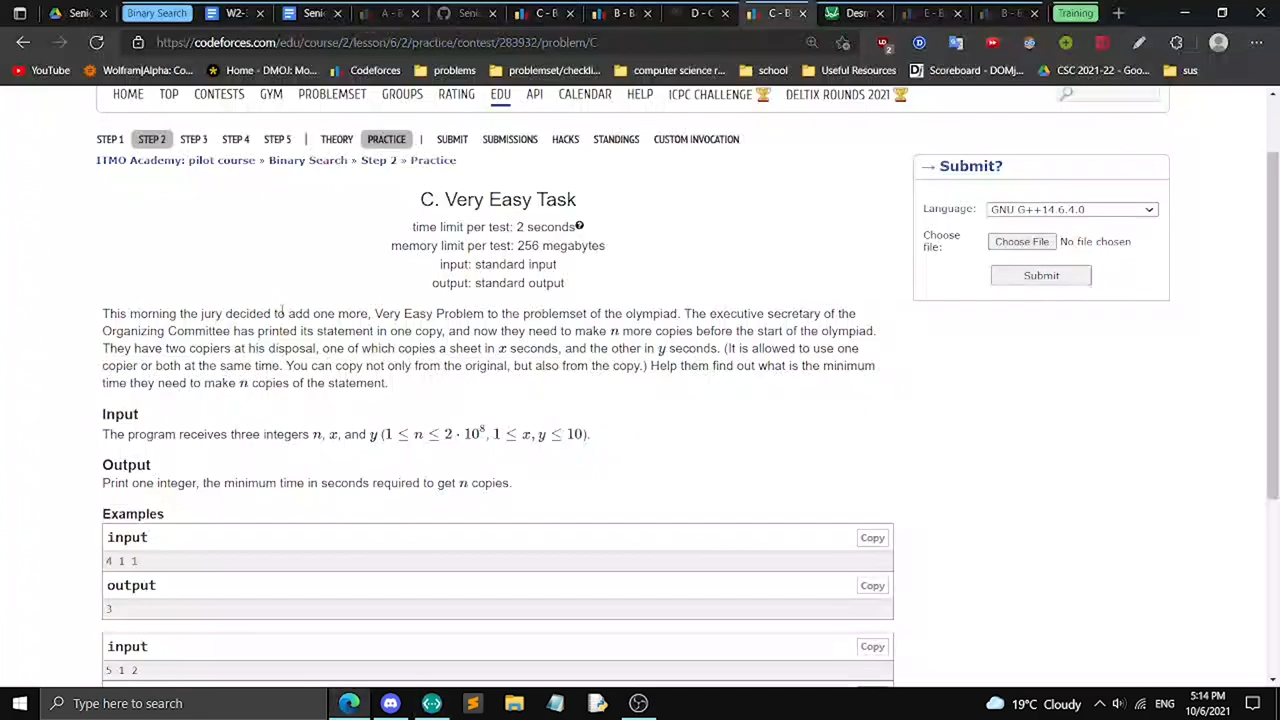 Senic
Binary Search
W2-
Senic
A - B
Senic
C - B
B - B
D - C
C - B
Desn
E - B
B - B
Training
https://codeforces.com/edu/course/2/lesson/6/2/practice/contest/283932/problem/C
2
YouTube
Wolfram|Alpha: Co...
Home - DMOJ: Mo...
Codeforces
problems
problemset/checkli...
computer science r...
school
Useful Resources
Scoreboard — DOMj...
CSC 2021-22 - Goo...
sus
HOME TOP CONTESTS GYM PROBLEMSET GROUPS RATING EDU API CALENDAR HELP ICPC CHALLENGE DELTIX ROUNDS 2021
STEP 1 STEP 2 STEP 3 STEP 4 STEP 5 | THEORY PRACTICE | SUBMIT SUBMISSIONS HACKS STANDINGS CUSTOM INVOCATION
ITMO Academy: pilot course » Binary Search » Step 2 » Practice
C. Very Easy Task
time limit per test: 2 seconds
memory limit per test: 256 megabytes
input: standard input
output: standard output
This morning the jury decided to add one more, Very Easy Problem to the problemset of the olympiad. The executive secretary of the
Organizing Committee has printed its statement in one copy, and now they need to make n more copies before the start of the olympiad.
They have two copiers at his disposal, one of which copies a sheet in x seconds, and the other in y seconds. (It is allowed to use one
copier or both at the same time. You can copy not only from the original, but also from the copy.) Help them find out what is the minimum
time they need to make n copies of the statement.
Input
The program receives three integers n, x, and y (1 ≤ n ≤ 2 · 10⁸, 1 ≤ x, y ≤ 10).
Output
Print one integer, the minimum time in seconds required to get n copies.
Examples
input
Copy
4 1 1
output
Copy
3
input
Copy
5 1 2
→ Submit?
Language: GNU G++14 6.4.0
Choose
file:
Choose File No file chosen
Submit
Type here to search
19°C Cloudy
ENG
5:14 PM
10/6/2021